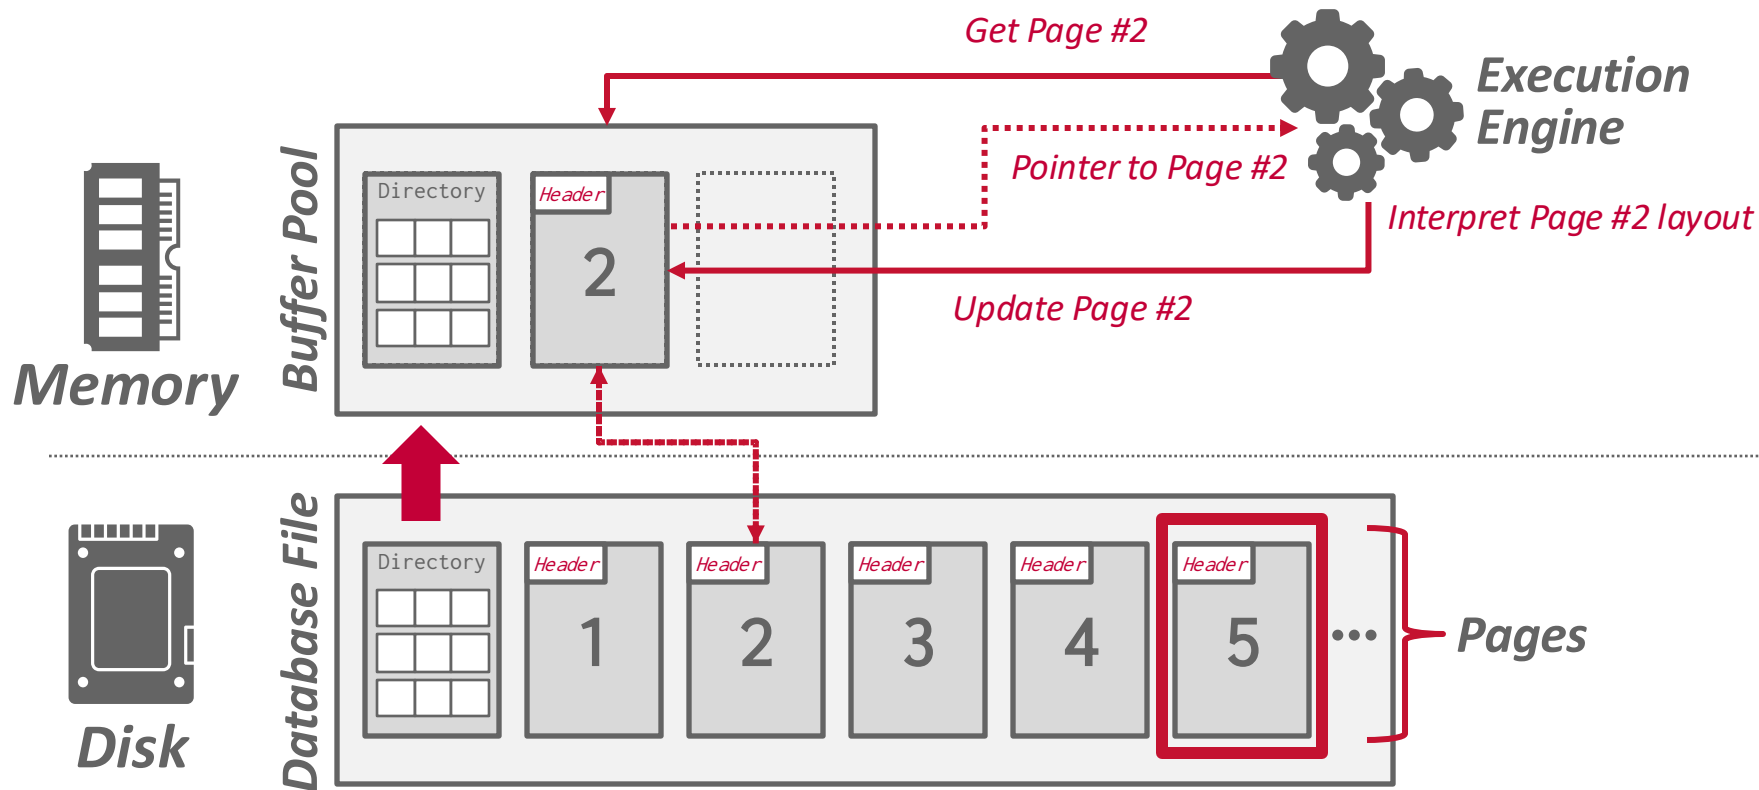 Get Page #2
Execution
Engine
Pointer to Page #2
Interpret Page #2 layout
Update Page #2
Memory
Buffer Pool
Directory
Header
2
Disk
Database File
Directory
Header
1
Header
2
Header
3
Header
4
Header
5
•••
Pages